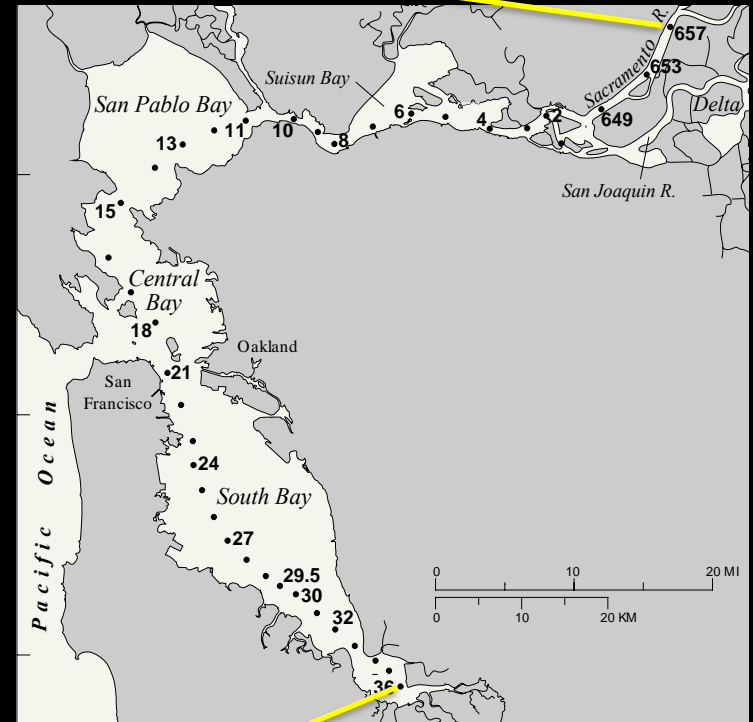 R.
657
Sacramento
653
Delta
Suisun Bay
San Pablo Bay
6
4
2
649
11
10
8
13
San Joaquin R.
15
Central
Bay
18
Oakland
21
San
Francisco
24
South Bay
Pacific Ocean
27
29.5
30
32
36
0 10 20 MI
0 10 20 KM